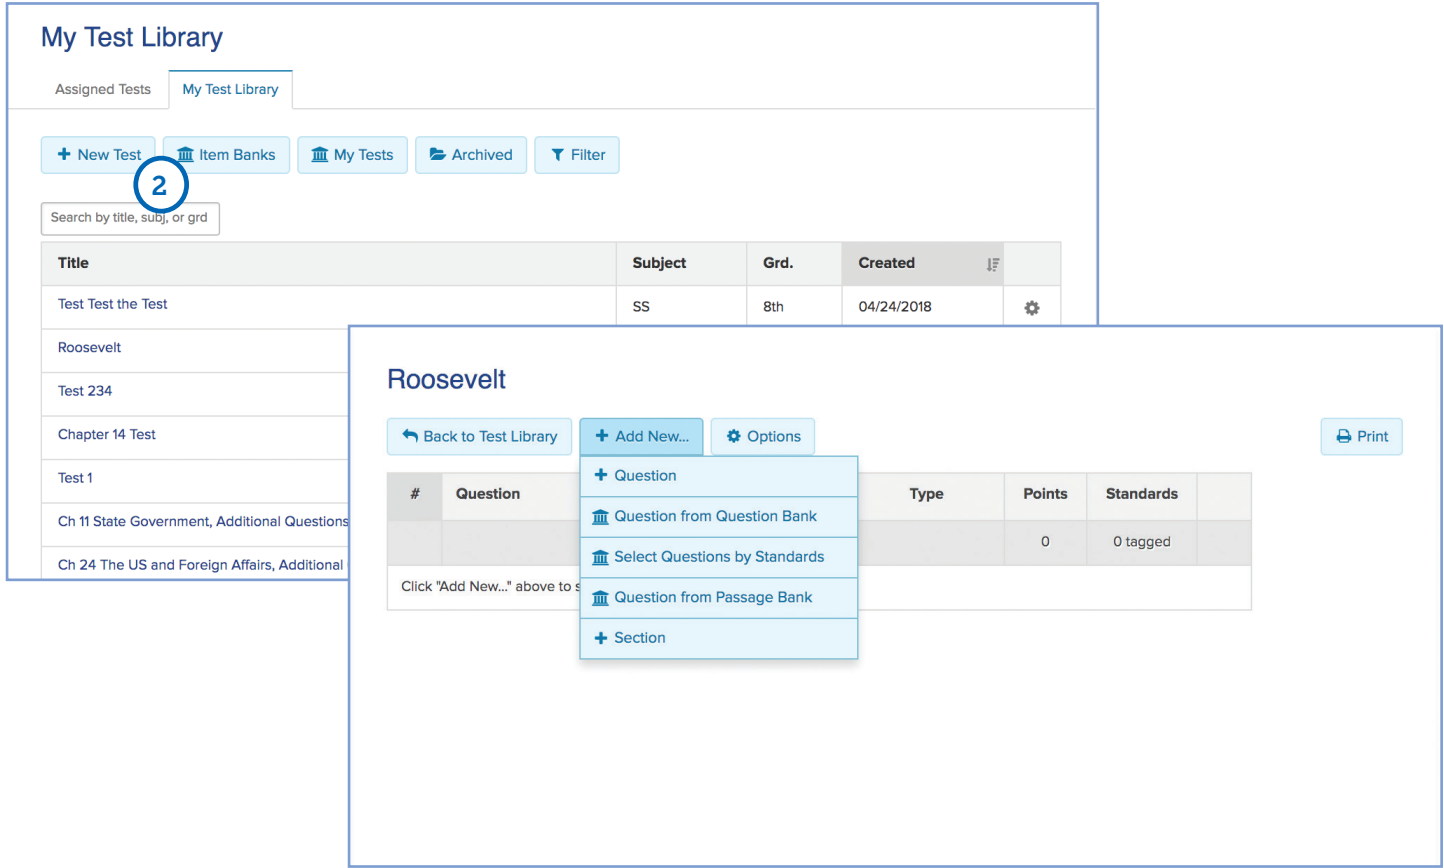 My Test Library
Assigned Tests My Test Library
New Test Item Banks My Tests Archived Filter
2
Search by title, subj, or grd
Title Subject Grd. Created
Test Test the Test SS 8th 04/24/2018
Roosevelt
Test 234
Chapter 14 Test
Test 1
Ch 11 State Government, Additional Questions
Ch 24 The US and Foreign Affairs, Additional
Roosevelt
Back to Test Library Add New... Options Print
# Question Type Points Standards
0 0 tagged
Click "Add New..." above to s
Question
Question from Question Bank
Select Questions by Standards
Question from Passage Bank
Section